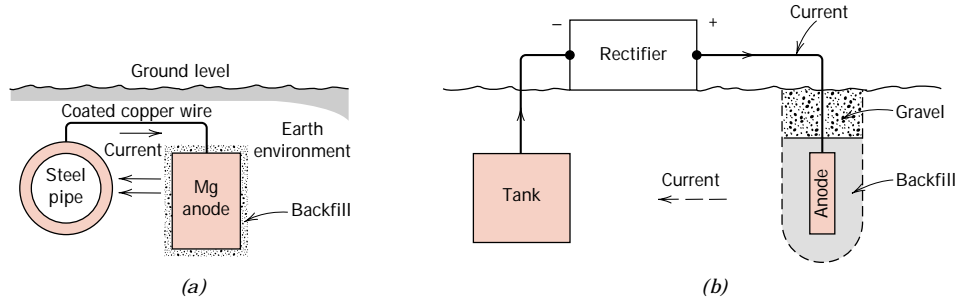 Ground level
Coated copper wire
Current
Earth
environment
Steel
pipe
Mg
anode
Backfill
(a)
Current
−
+
Rectifier
Gravel
Tank
Current
Anode
Backfill
(b)